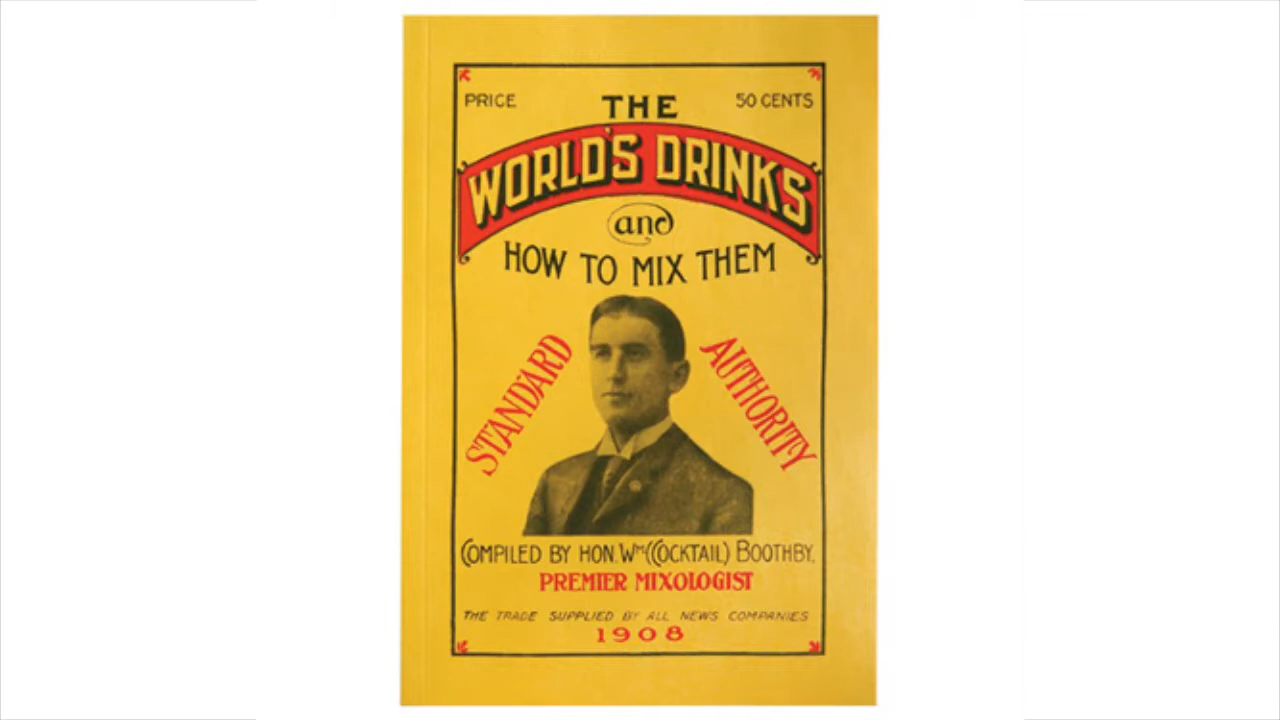 PRICE THE 50 CENTS
WORLD'S DRINKS
and
HOW TO MIX THEM
STANDARD AUTHORITY
COMPILED BY HON. Wᴹ (COCKTAIL) BOOTHBY,
PREMIER MIXOLOGIST
THE TRADE SUPPLIED BY ALL NEWS COMPANIES
1908